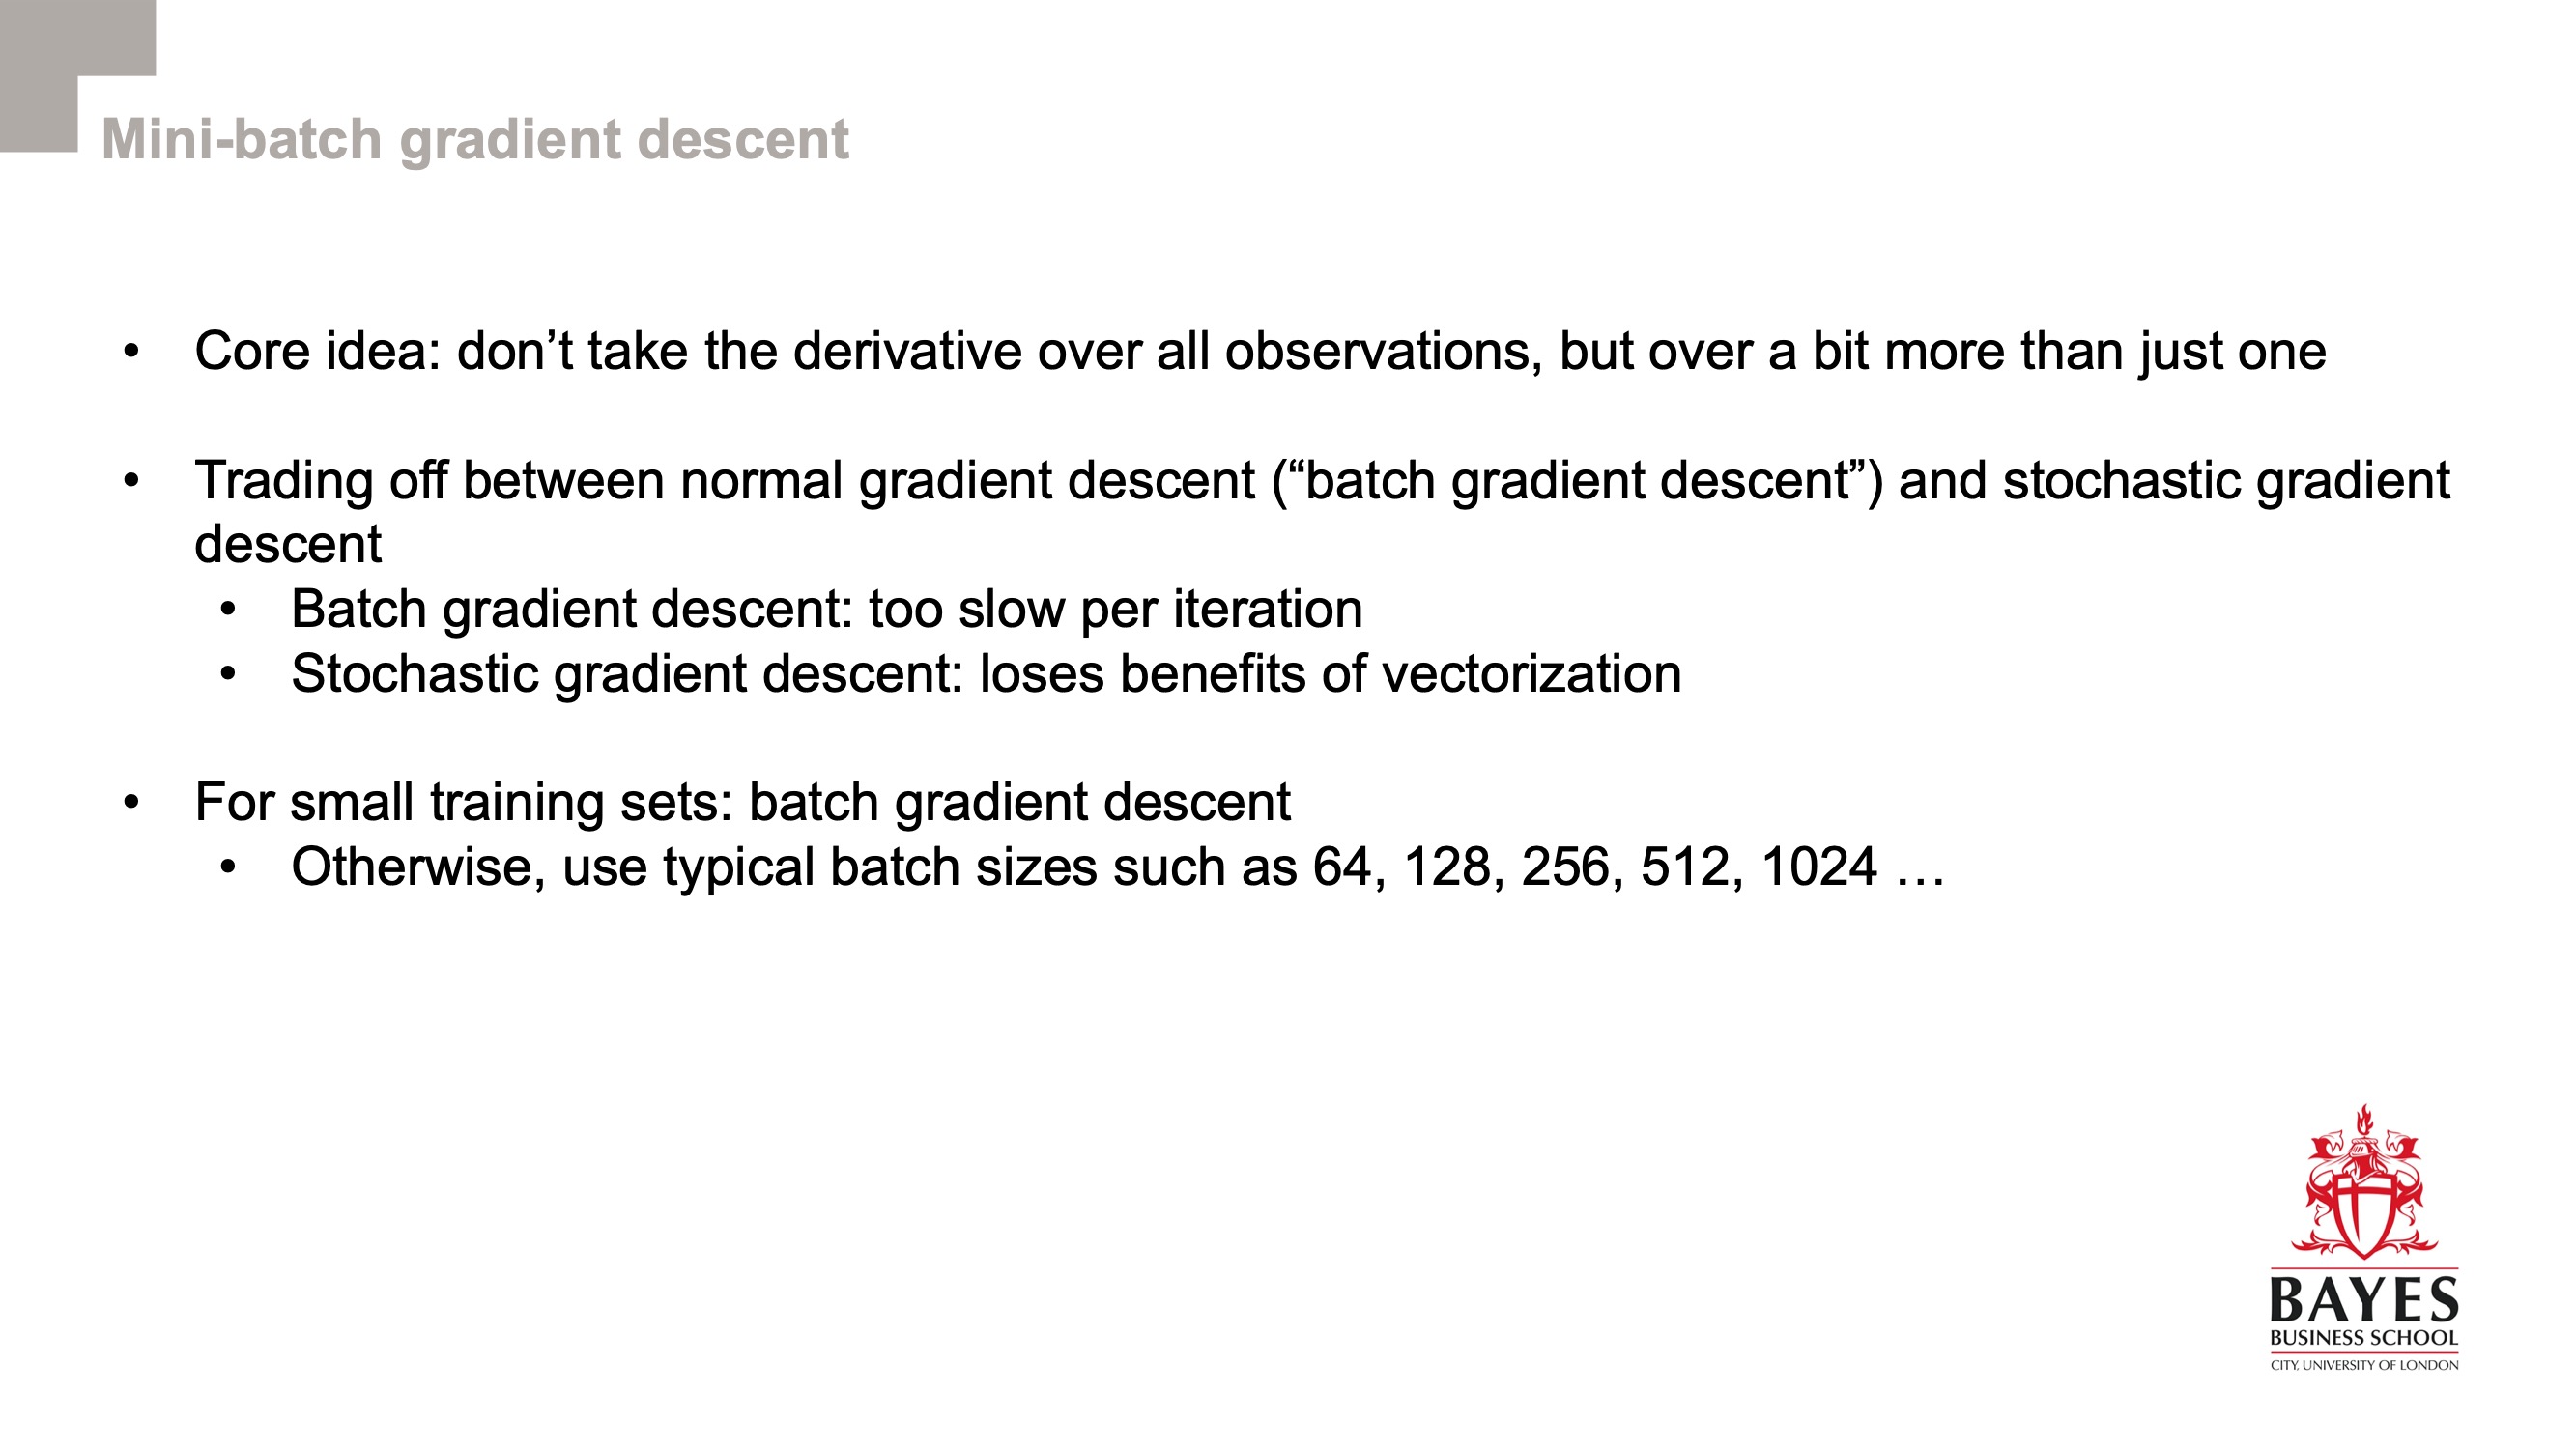 Mini-batch gradient descent
• Core idea: don’t take the derivative over all observations, but over a bit more than just one
• Trading off between normal gradient descent (“batch gradient descent”) and stochastic gradient
descent
• Batch gradient descent: too slow per iteration
• Stochastic gradient descent: loses benefits of vectorization
• For small training sets: batch gradient descent
• Otherwise, use typical batch sizes such as 64, 128, 256, 512, 1024 …
BAYES
BUSINESS SCHOOL
CITY, UNIVERSITY OF LONDON